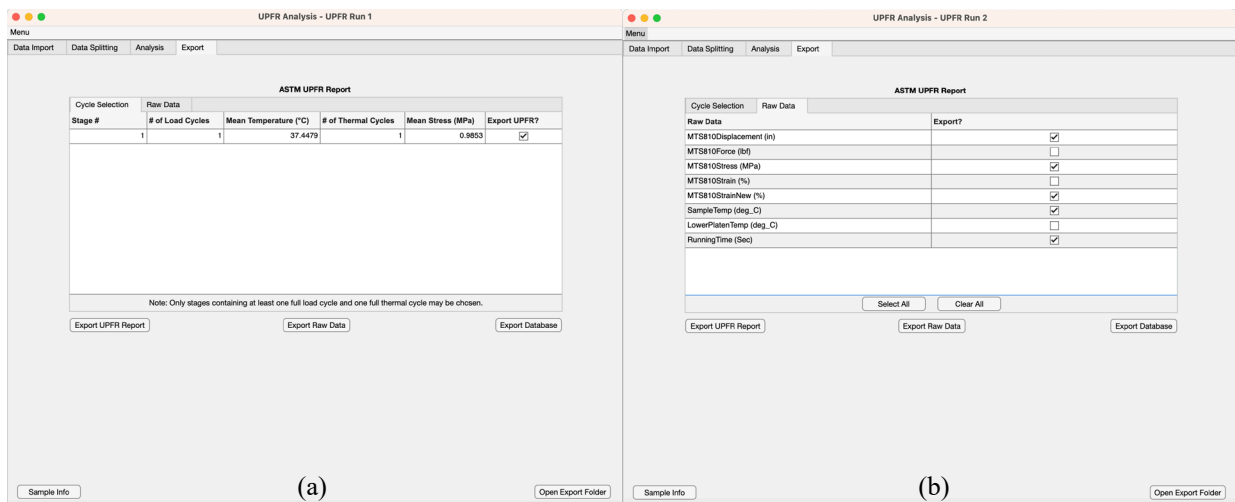 UPFR Analysis - UPFR Run 1
Menu
Data Import Data Splitting Analysis Export
ASTM UPFR Report
Cycle Selection Raw Data
Stage # # of Load Cycles Mean Temperature (°C) # of Thermal Cycles Mean Stress (MPa) Export UPFR?
1 1 37.4479 1 0.9853
Note: Only stages containing at least one full load cycle and one full thermal cycle may be chosen.
Export UPFR Report Export Raw Data Export Database
Sample Info (a) Open Export Folder
UPFR Analysis - UPFR Run 2
Menu
Data Import Data Splitting Analysis Export
ASTM UPFR Report
Cycle Selection Raw Data
Raw Data Export?
MTS810Displacement (in)
MTS810Force (lbf)
MTS810Stress (MPa)
MTS810Strain (%)
MTS810StrainNew (%)
SampleTemp (deg_C)
LowerPlatenTemp (deg_C)
RunningTime (Sec)
Select All Clear All
Export UPFR Report Export Raw Data Export Database
Sample Info (b) Open Export Folder